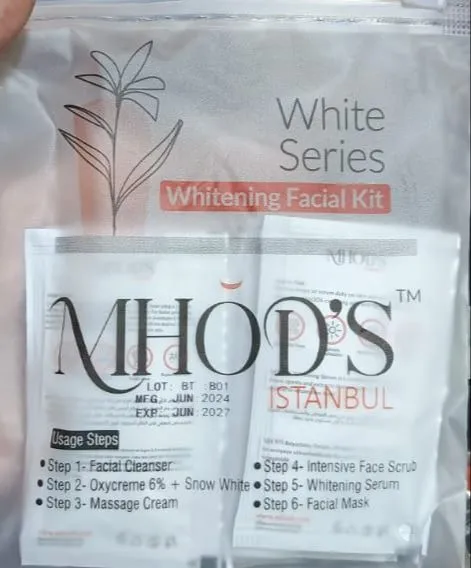 White
Series
Whitening Facial Kit
MHOD'S™
ISTANBUL
LOT: BT :B01
MFG: JUN: 2024
EXP: JUN: 2027
Usage Steps
• Step 1- Facial Cleanser
• Step 2- Oxycreme 6% + Snow White
• Step 3- Massage Cream
• Step 4- Intensive Face Scrub
• Step 5- Whitening Serum
• Step 6- Facial Mask